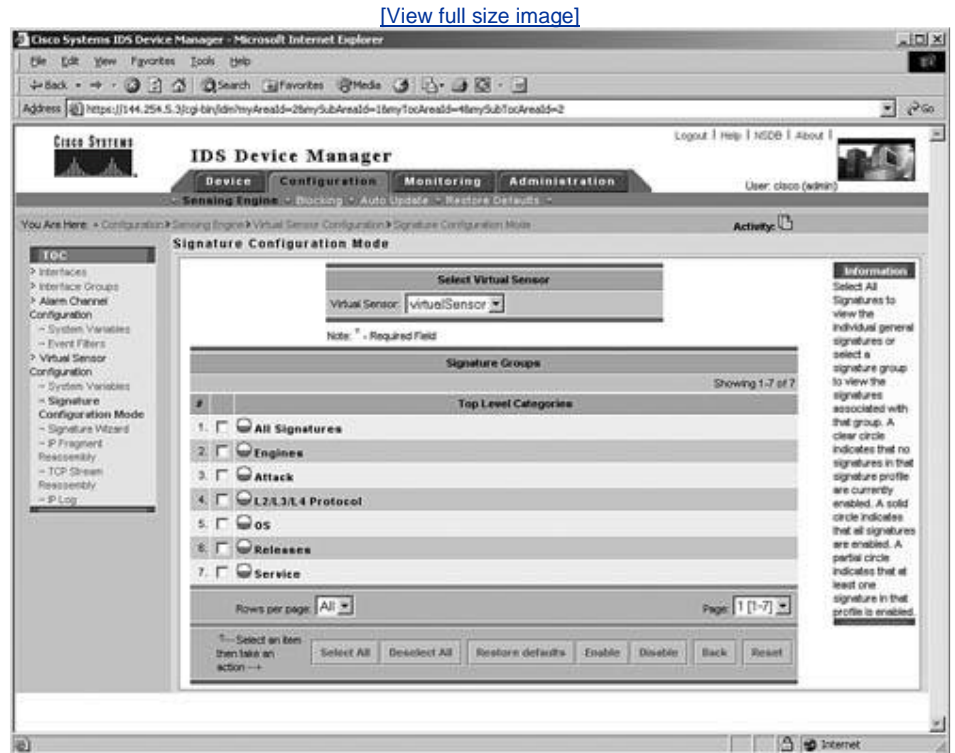 [View full size image]
Cisco Systems IDS Device Manager - Microsoft Internet Explorer
File Edit View Favorites Tools Help
Back Search Favorites Media
Address https://144.254.5.3/cgi-bin/idm?myAreaId=2&mySubAreaId=1&myTocAreaId=4&mySubTocAreaId=2 Go
Logout | Help | NSDB | About |
CISCO SYSTEMS
IDS Device Manager
Device Configuration Monitoring Administration
User: cisco (admin)
Sensing Engine • Blocking • Auto Update • Restore Defaults •
You Are Here: • Configuration > Sensing Engine > Virtual Sensor Configuration > Signature Configuration Mode
Activity:
Signature Configuration Mode
TOC
> Interfaces
> Interface Groups
> Alarm Channel
Configuration
– System Variables
– Event Filters
> Virtual Sensor
Configuration
– System Variables
– Signature
Configuration Mode
– Signature Wizard
– IP Fragment
Reassembly
– TCP Stream
Reassembly
– IP Log
Select Virtual Sensor
Virtual Sensor: virtualSensor
Note: * - Required Field
Signature Groups
Showing 1-7 of 7
# Top Level Categories
1. All Signatures
2. Engines
3. Attack
4. L2/L3/L4 Protocol
5. OS
6. Releases
7. Service
Rows per page: All
Page: 1 [1-7]
Select an item
then take an
action -->
Select All Deselect All Restore defaults Enable Disable Back Reset
Information
Select All
Signatures to
view the
individual general
signatures or
select a
signature group
to view the
signatures
associated with
that group. A
clear circle
indicates that no
signatures in that
signature profile
are currently
enabled. A solid
circle indicates
that all signatures
are enabled. A
partial circle
indicates that at
least one
signature in that
profile is enabled.
Internet